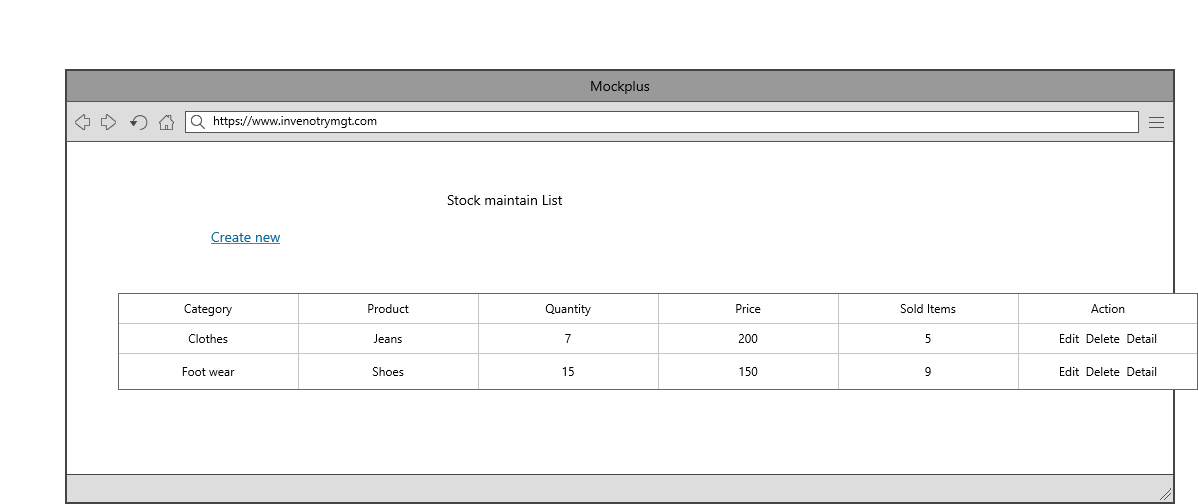 Mockplus
https://www.invenotrymgt.com
Stock maintain List
Create new
Category Product Quantity Price Sold Items Action
Clothes Jeans 7 200 5 Edit Delete Detail
Foot wear Shoes 15 150 9 Edit Delete Detail